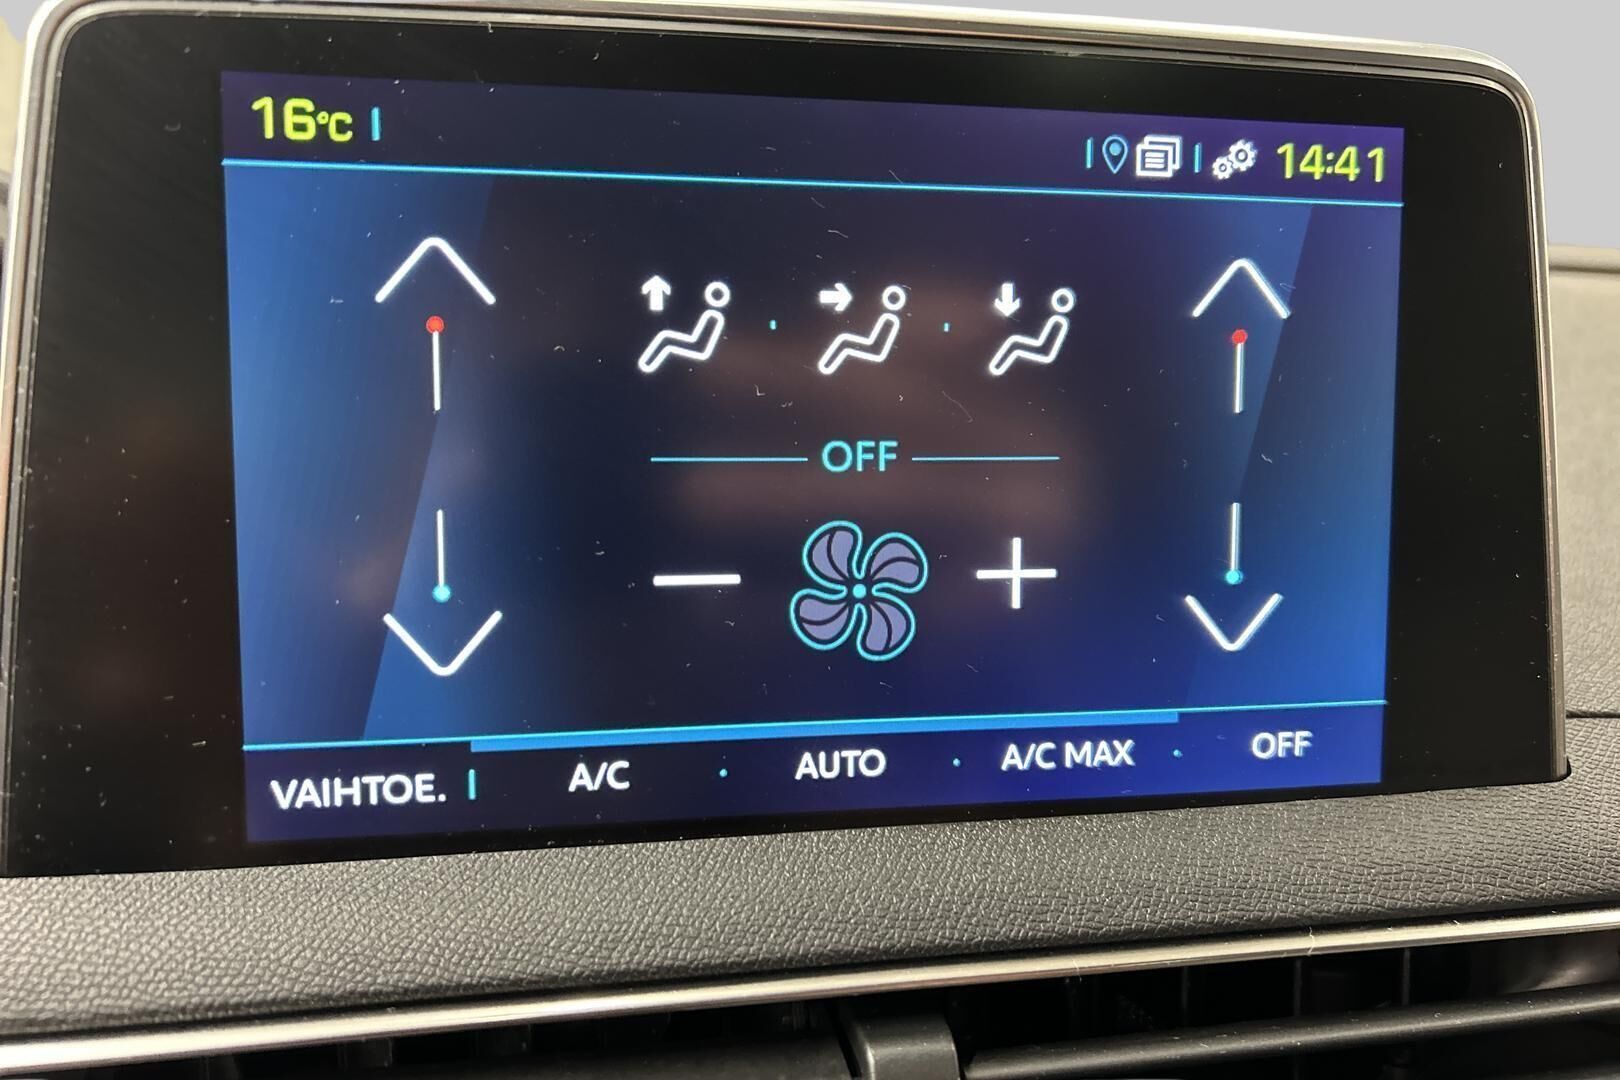 16°C
14:41
OFF
VAIHTOE. A/C AUTO A/C MAX OFF